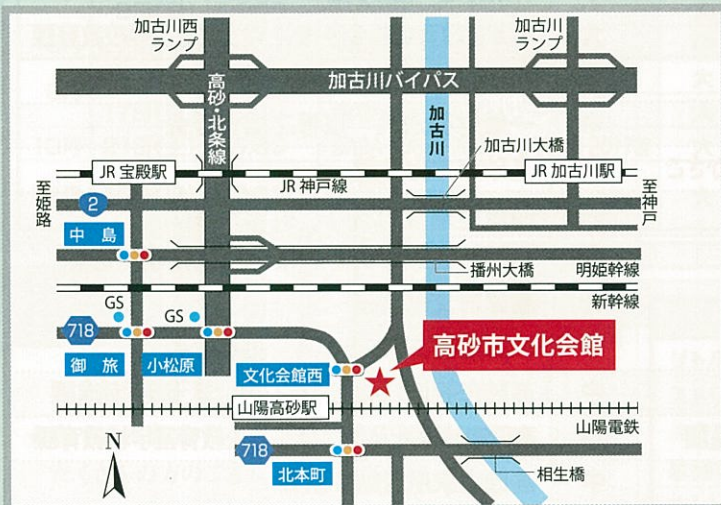 加古川西
ランプ
加古川
ランプ
加古川バイパス
高砂・北条線
加古川
加古川大橋
JR 宝殿駅
JR 神戸線
JR 加古川駅
至姫路
至神戸
2
中 島
播州大橋
明姫幹線
新幹線
GS
GS
718
御 旅
小松原
文化会館西
高砂市文化会館
山陽高砂駅
山陽電鉄
718
北本町
相生橋
N